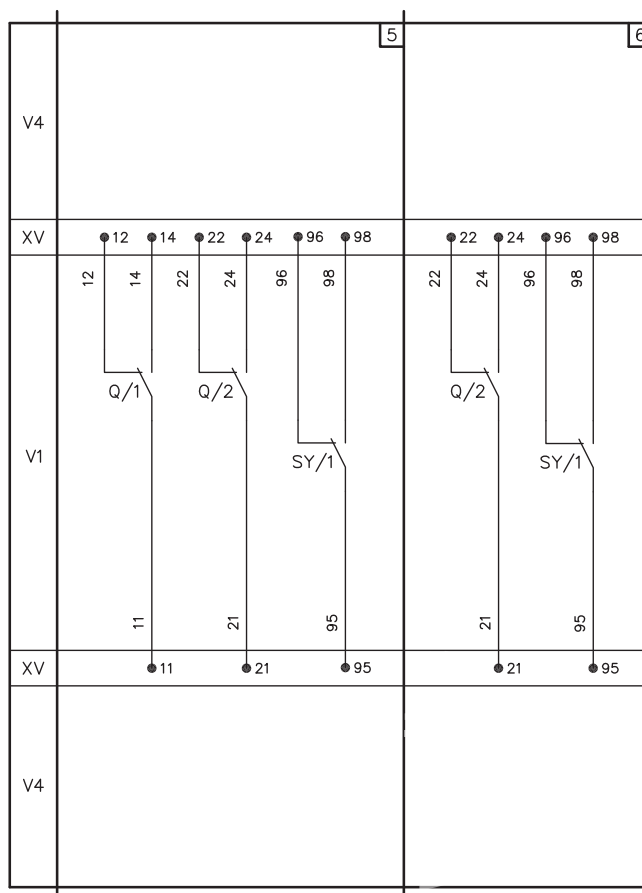 5 6
V4
XV 12 14 22 24 96 98 22 24 96 98
12 14 22 24 96 98 22 24 96 98
Q/1 Q/2 Q/2
V1 SY/1 SY/1
11 21 95 21 95
XV 11 21 95 21 95
V4